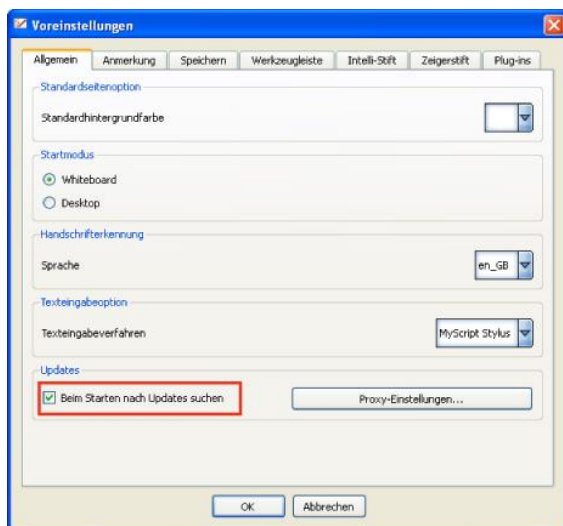 Voreinstellungen
Allgemein Anmerkung Speichern Werkzeugleiste Intelli-Stift Zeigerstift Plug-ins
Standardseitenoption
Standardhintergrundfarbe
Startmodus
Whiteboard
Desktop
Handschrifterkennung
Sprache en_GB
Texteingabeoption
Texteingabeverfahren MyScript Stylus
Updates
Beim Starten nach Updates suchen Proxy-Einstellungen...
OK Abbrechen